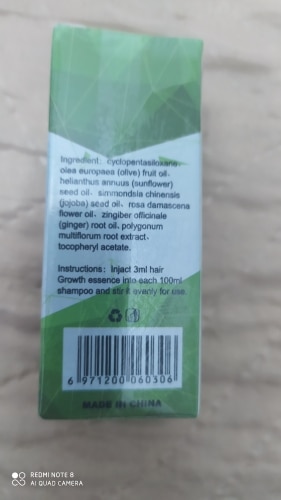 Ingredient: cyclopentasiloxane、
olea europaea (olive) fruit oil、
helianthus annuus (sunflower)
seed oil、simmondsia chinensis
(jojoba) seed oil、rosa damascena
flower oil、zingiber officinale
(ginger) root oil、polygonum
multiflorum root extract、
tocopheryl acetate.
Instructions: Injact 3ml hair
Growth essence into each 100ml
shampoo and stir it evenly for use.
6 971200 060306
MADE IN CHINA
REDMI NOTE 8
AI QUAD CAMERA